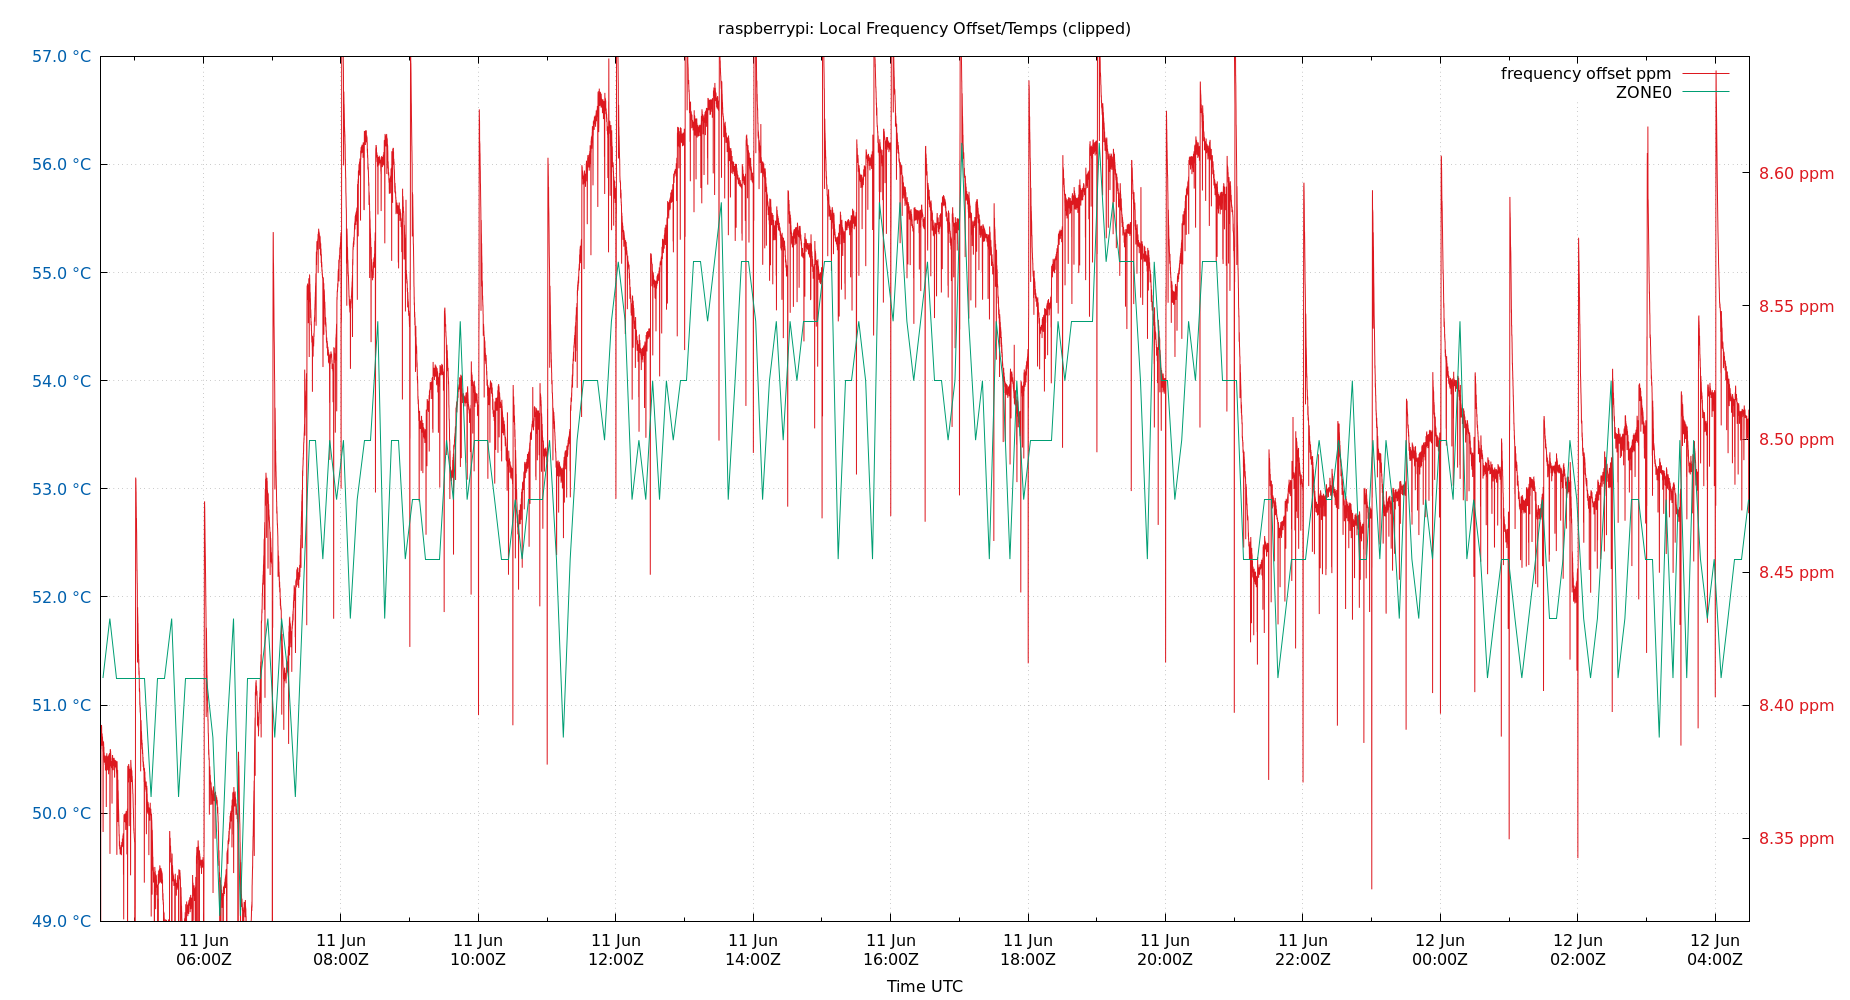 raspberrypi: Local Frequency Offset/Temps (clipped)
57.0 °C
56.0 °C
55.0 °C
54.0 °C
53.0 °C
52.0 °C
51.0 °C
50.0 °C
49.0 °C
frequency offset ppm
ZONE0
8.60 ppm
8.55 ppm
8.50 ppm
8.45 ppm
8.40 ppm
8.35 ppm
11 Jun 11 Jun 11 Jun 11 Jun 11 Jun 11 Jun 11 Jun 11 Jun 11 Jun 12 Jun 12 Jun 12 Jun
06:00Z 08:00Z 10:00Z 12:00Z 14:00Z 16:00Z 18:00Z 20:00Z 22:00Z 00:00Z 02:00Z 04:00Z
Time UTC